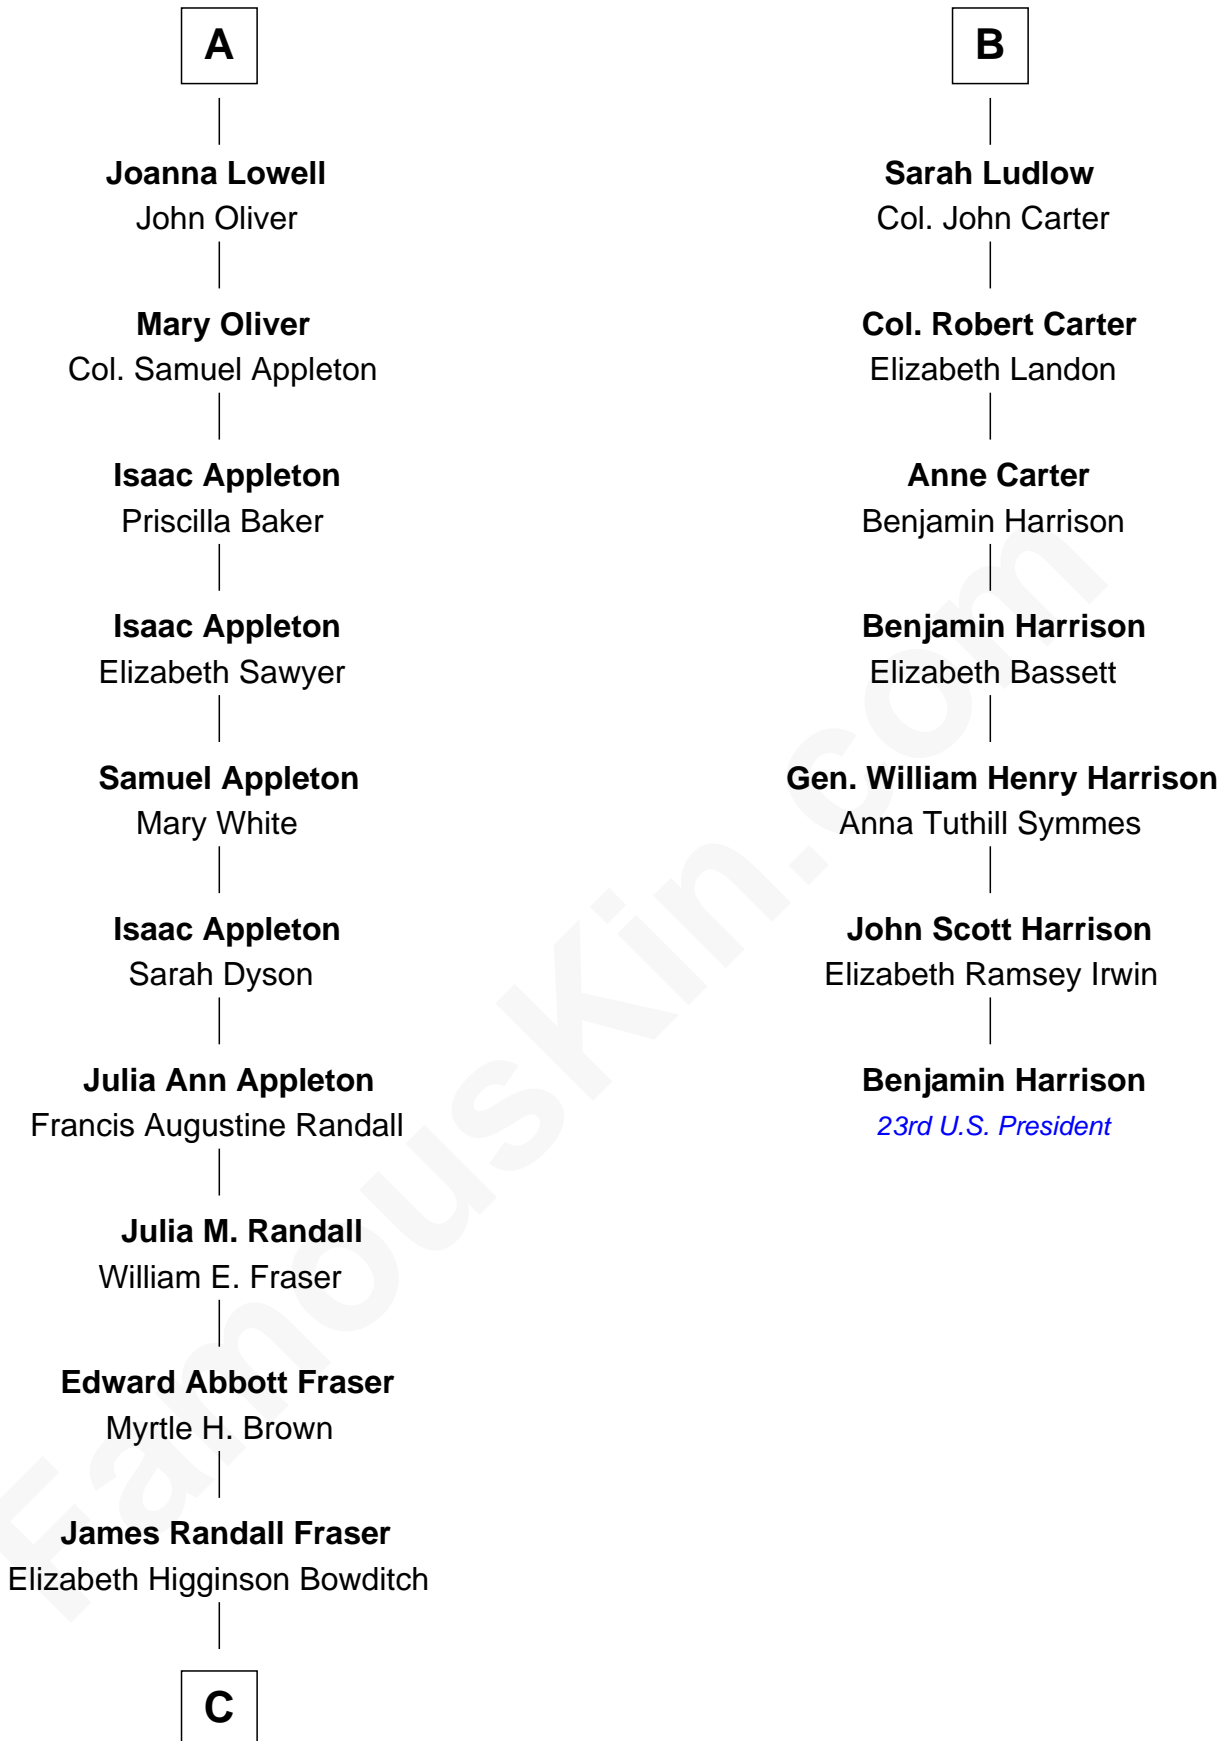 A
Joanna Lowell
John Oliver
Mary Oliver
Col. Samuel Appleton
Isaac Appleton
Priscilla Baker
Isaac Appleton
Elizabeth Sawyer
Samuel Appleton
Mary White
Isaac Appleton
Sarah Dyson
Julia Ann Appleton
Francis Augustine Randall
Julia M. Randall
William E. Fraser
Edward Abbott Fraser
Myrtle H. Brown
James Randall Fraser
Elizabeth Higginson Bowditch
C
B
Sarah Ludlow
Col. John Carter
Col. Robert Carter
Elizabeth Landon
Anne Carter
Benjamin Harrison
Benjamin Harrison
Elizabeth Bassett
Gen. William Henry Harrison
Anna Tuthill Symmes
John Scott Harrison
Elizabeth Ramsey Irwin
Benjamin Harrison
23rd U.S. President
FamousKin.com